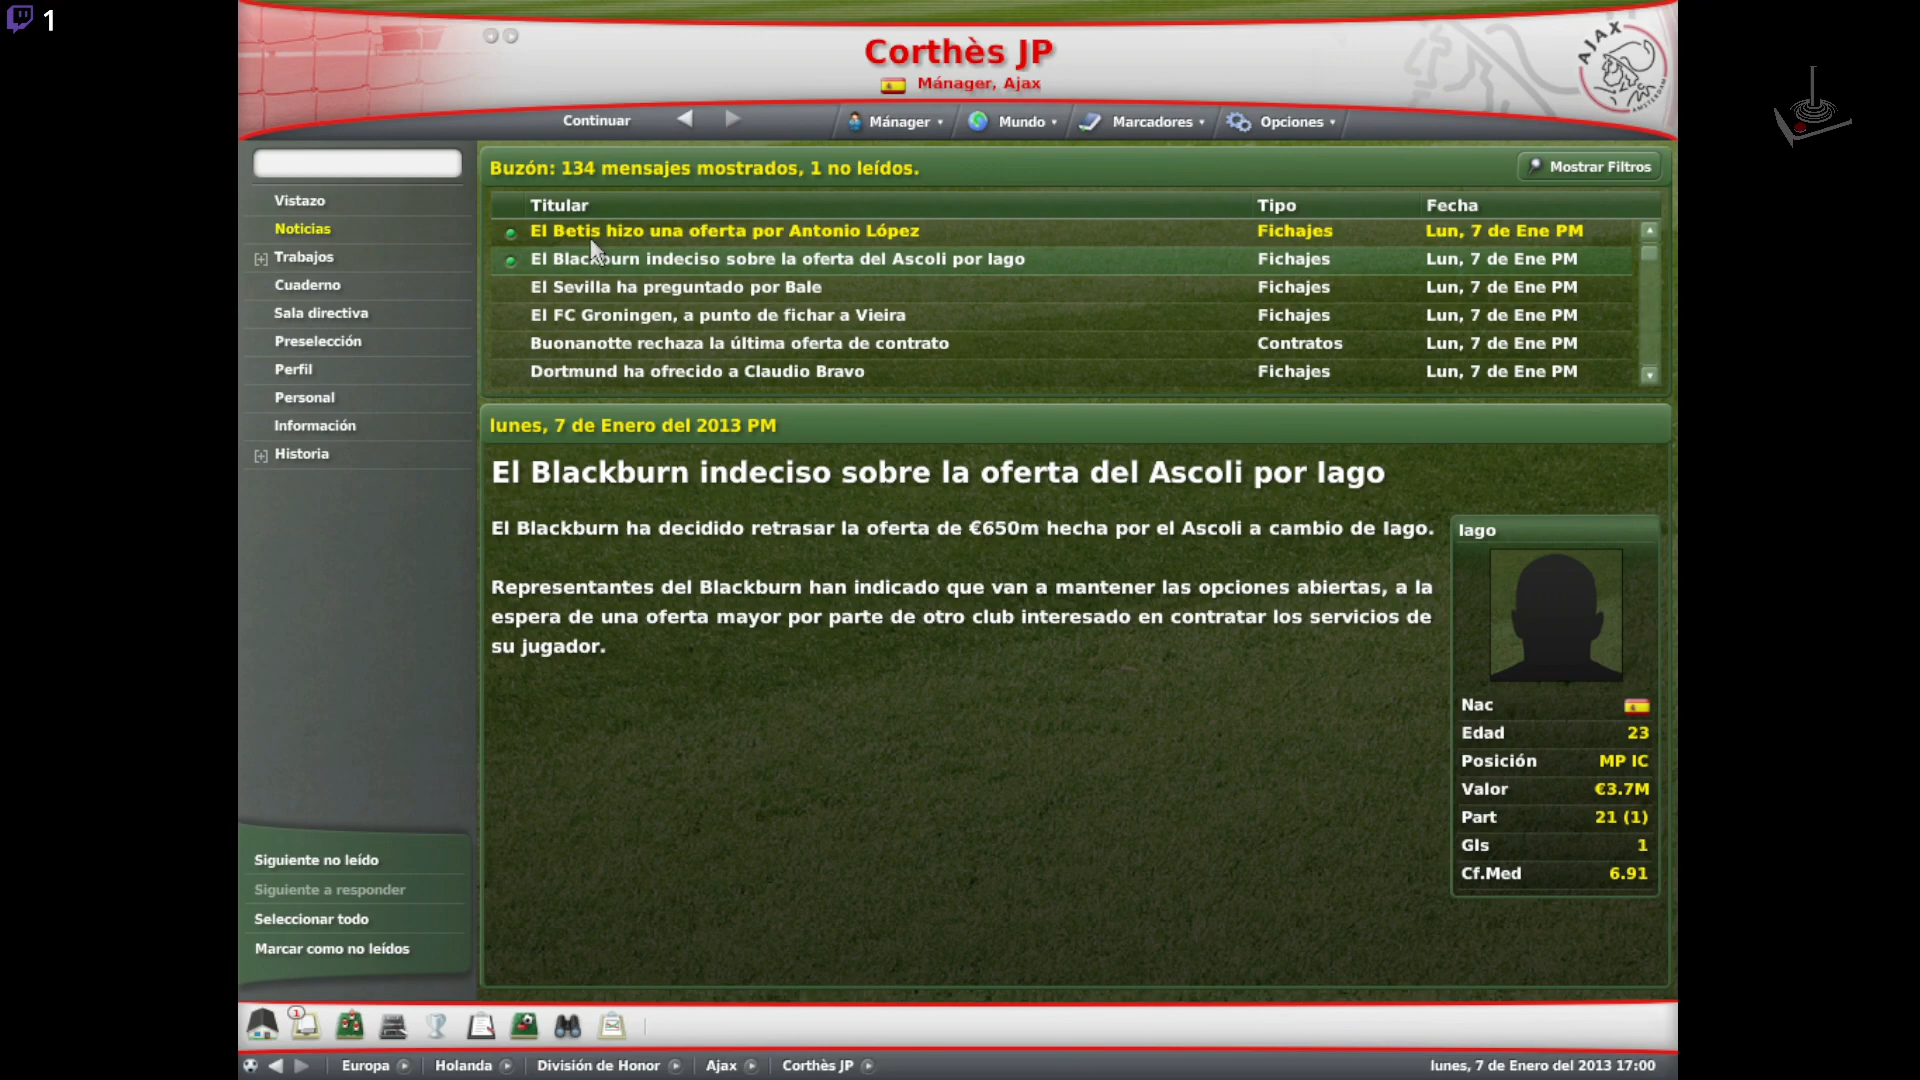 1
Corthès JP
Mánager, Ajax
AJAX
AMSTERDAM
Continuar
Mánager
Mundo
Marcadores
Opciones
Vistazo
Noticias
[+] Trabajos
Cuaderno
Sala directiva
Preselección
Perfil
Personal
Información
[+] Historia
Buzón: 134 mensajes mostrados, 1 no leídos.
Mostrar Filtros
Titular Tipo Fecha
El Betis hizo una oferta por Antonio López Fichajes Lun, 7 de Ene PM
El Blackburn indeciso sobre la oferta del Ascoli por Iago Fichajes Lun, 7 de Ene PM
El Sevilla ha preguntado por Bale Fichajes Lun, 7 de Ene PM
El FC Groningen, a punto de fichar a Vieira Fichajes Lun, 7 de Ene PM
Buonanotte rechaza la última oferta de contrato Contratos Lun, 7 de Ene PM
Dortmund ha ofrecido a Claudio Bravo Fichajes Lun, 7 de Ene PM
lunes, 7 de Enero del 2013 PM
El Blackburn indeciso sobre la oferta del Ascoli por Iago
El Blackburn ha decidido retrasar la oferta de €650m hecha por el Ascoli a cambio de Iago.
Representantes del Blackburn han indicado que van a mantener las opciones abiertas, a la
espera de una oferta mayor por parte de otro club interesado en contratar los servicios de
su jugador.
Iago
Nac
Edad 23
Posición MP IC
Valor €3.7M
Part 21 (1)
Gls 1
Cf.Med 6.91
Siguiente no leído
Siguiente a responder
Seleccionar todo
Marcar como no leídos
1
Europa
Holanda
División de Honor
Ajax
Corthès JP
lunes, 7 de Enero del 2013 17:00